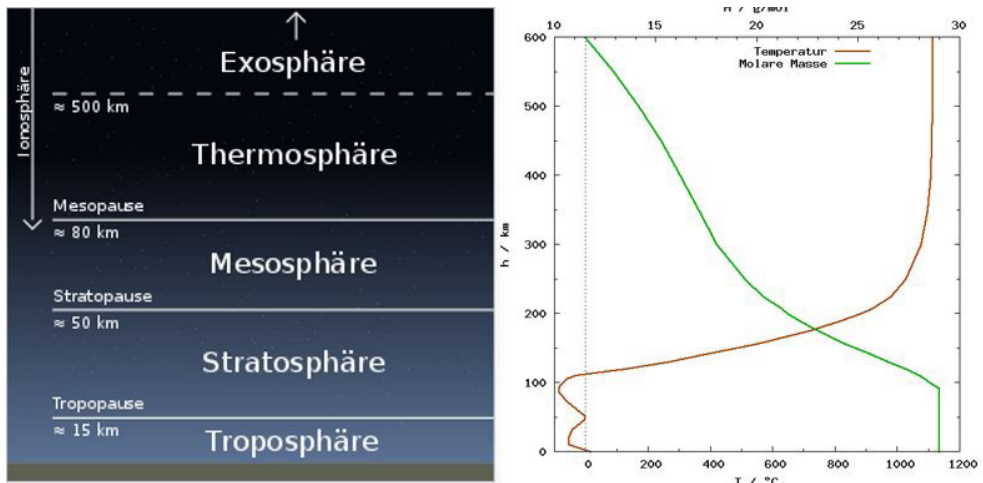 Exosphäre
≈ 500 km
Ionosphäre
Thermosphäre
Mesopause
≈ 80 km
Mesosphäre
Stratopause
≈ 50 km
Stratosphäre
Tropopause
≈ 15 km
Troposphäre
M / g/mol
10 15 20 25 30
Temperatur
Molare Masse
600
500
400
300
200
100
0
h / km
0 200 400 600 800 1000 1200
T / °C